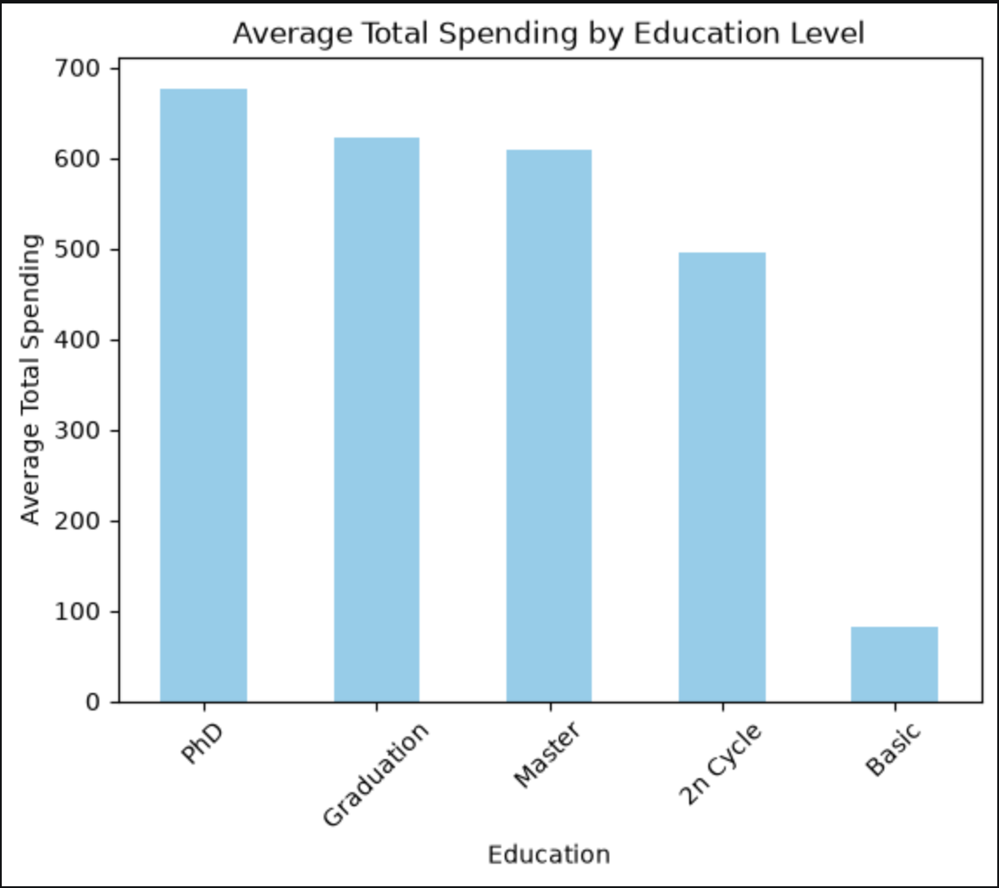 Average Total Spending by Education Level
700
600
500
400
300
200
100
0
Average Total Spending
PhD
Graduation
Master
2n Cycle
Basic
Education